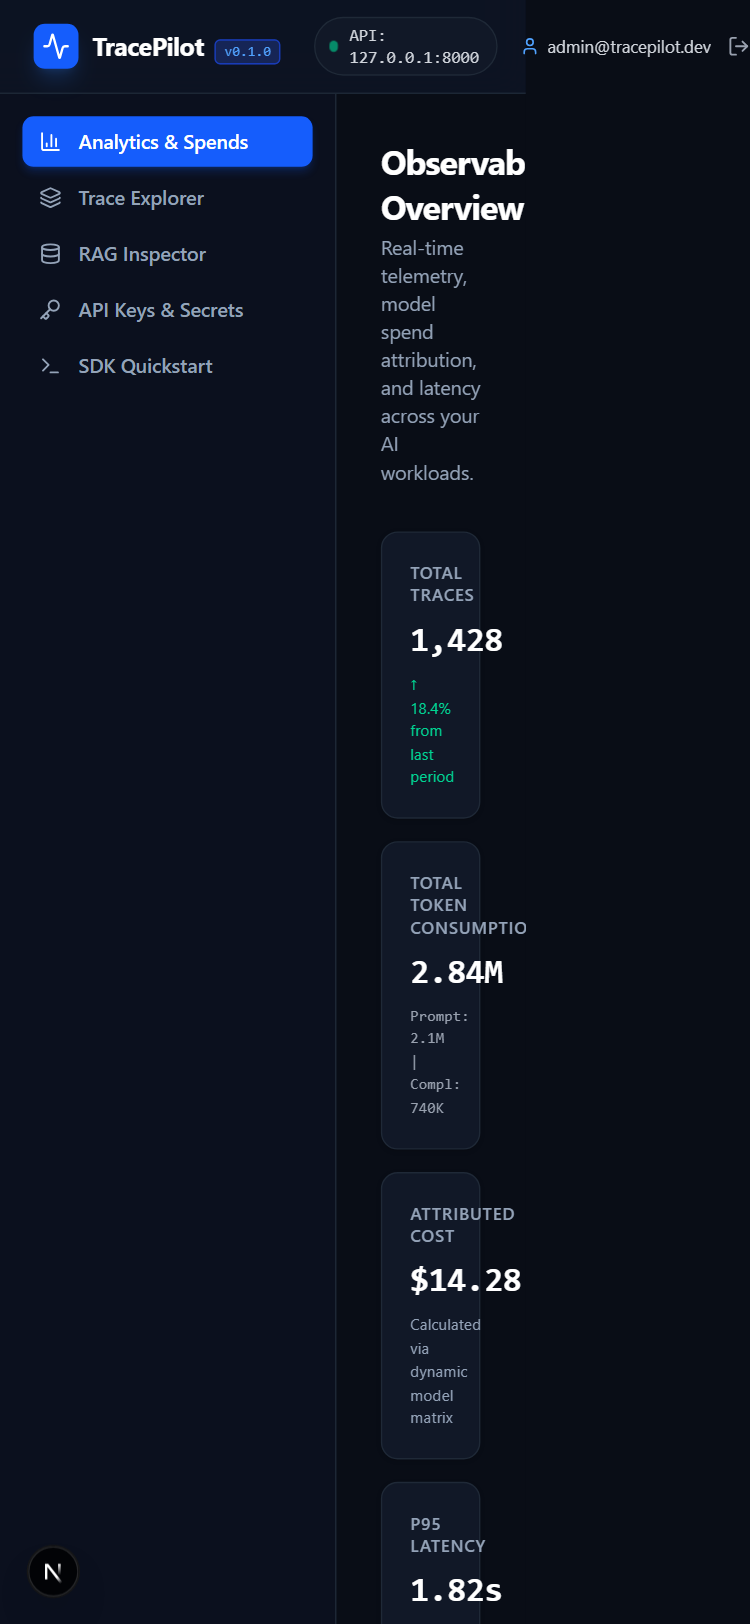 TracePilot
v0.1.0
API:
127.0.0.1:8000
admin@tracepilot.dev
Analytics & Spends
Trace Explorer
RAG Inspector
API Keys & Secrets
SDK Quickstart
Observab
Overview
Real-time
telemetry,
model
spend
attribution,
and latency
across your
AI
workloads.
TOTAL
TRACES
1,428
↑
18.4%
from
last
period
TOTAL
TOKEN
CONSUMPTIO
2.84M
Prompt:
2.1M
|
Compl:
740K
ATTRIBUTED
COST
$14.28
Calculated
via
dynamic
model
matrix
P95
LATENCY
1.82s
N